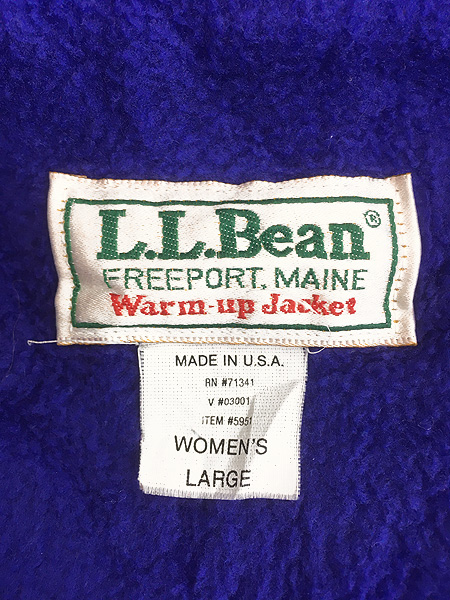 L.L.Bean®
FREEPORT, MAINE
Warm-up Jacket
MADE IN U.S.A.
RN #71341
V #03001
ITEM #5951
WOMEN'S
LARGE